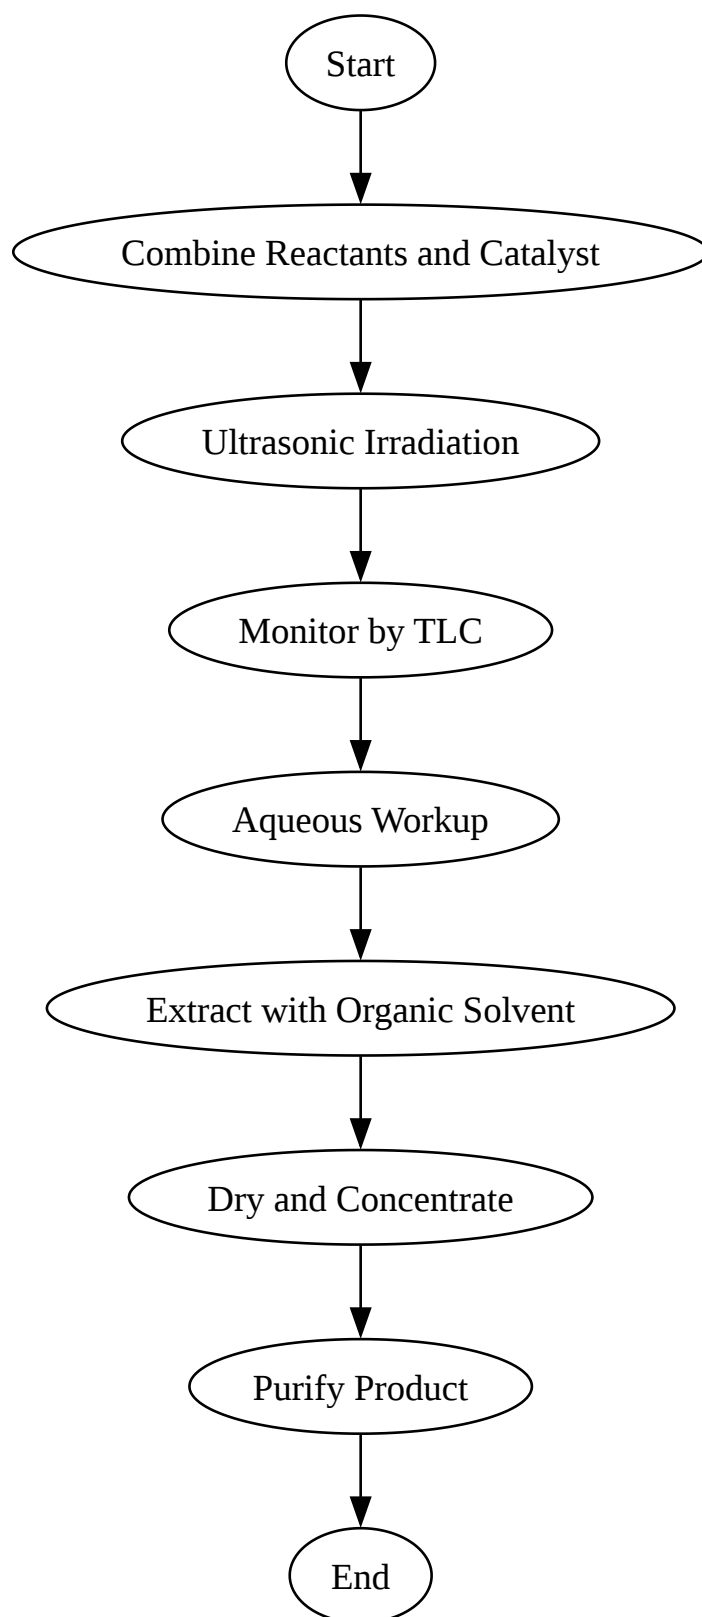 Start
Combine Reactants and Catalyst
Ultrasonic Irradiation
Monitor by TLC
Aqueous Workup
Extract with Organic Solvent
Dry and Concentrate
Purify Product
End